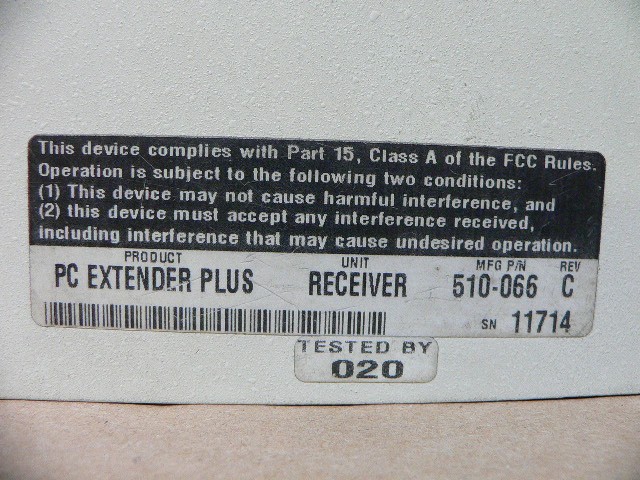 This device complies with Part 15, Class A of the FCC Rules.
Operation is subject to the following two conditions:
(1) This device may not cause harmful interference, and
(2) this device must accept any interference received,
including interference that may cause undesired operation.
PRODUCT UNIT MFG P/N REV
PC EXTENDER PLUS RECEIVER 510-066 C
SN 11714
TESTED BY
020